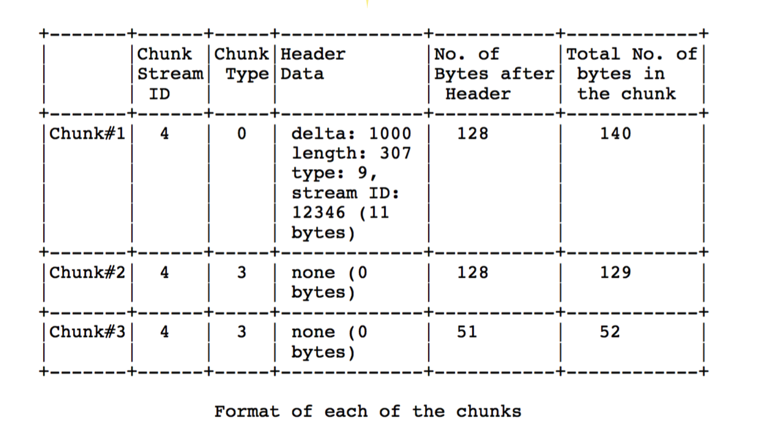 +-------+------+-----+-------------+-----------+------------+
|       |Chunk |Chunk|Header       |No. of     |Total No. of|
|       |Stream| Type|Data         |Bytes after| bytes in   |
|       | ID   |     |             | Header    | the chunk  |
+-------+------+-----+-------------+-----------+------------+
|Chunk#1|  4   |  0  | delta: 1000 |  128      |   140      |
|       |      |     | length: 307 |           |            |
|       |      |     | type: 9,    |           |            |
|       |      |     | stream ID:  |           |            |
|       |      |     | 12346 (11   |           |            |
|       |      |     | bytes)      |           |            |
+-------+------+-----+-------------+-----------+------------+
|Chunk#2|  4   |  3  | none (0     |  128      |   129      |
|       |      |     | bytes)      |           |            |
+-------+------+-----+-------------+-----------+------------+
|Chunk#3|  4   |  3  | none (0     |  51       |   52       |
|       |      |     | bytes)      |           |            |
+-------+------+-----+-------------+-----------+------------+
Format of each of the chunks